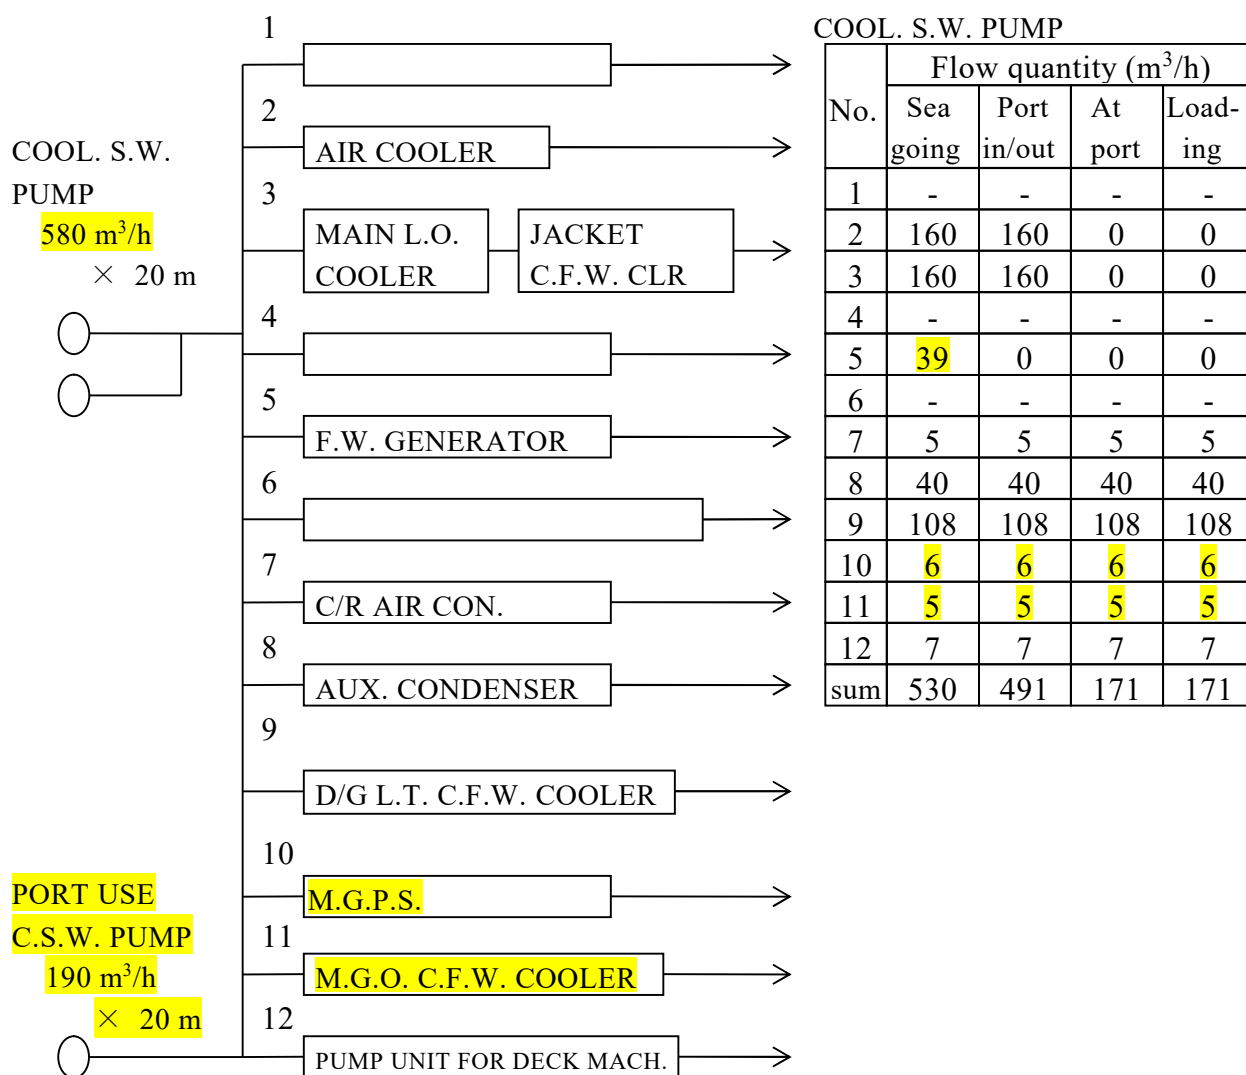 1
2
AIR COOLER
COOL. S.W.
PUMP
580 m³/h
× 20 m
3
MAIN L.O.
COOLER
JACKET
C.F.W. CLR
4
5
F.W. GENERATOR
6
7
C/R AIR CON.
8
AUX. CONDENSER
9
D/G L.T. C.F.W. COOLER
10
M.G.P.S.
PORT USE
C.S.W. PUMP
190 m³/h
× 20 m
11
M.G.O. C.F.W. COOLER
12
PUMP UNIT FOR DECK MACH.
COOL. S.W. PUMP
Flow quantity (m³/h)
No. Sea going Port in/out At port Load-ing
1 - - - -
2 160 160 0 0
3 160 160 0 0
4 - - - -
5 39 0 0 0
6 - - - -
7 5 5 5 5
8 40 40 40 40
9 108 108 108 108
10 6 6 6 6
11 5 5 5 5
12 7 7 7 7
sum 530 491 171 171